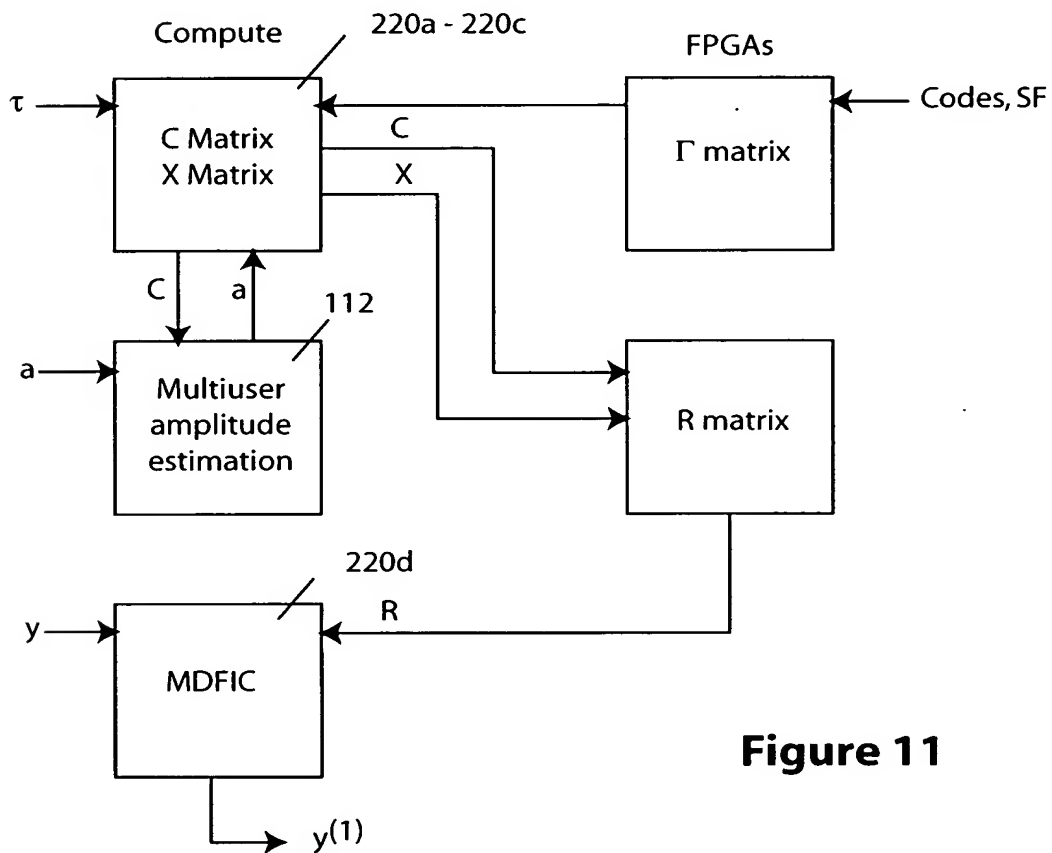 Compute
220a - 220c
FPGAs
τ
C Matrix
X Matrix
C
X
Γ matrix
Codes, SF
C
a
112
a
Multiuser
amplitude
estimation
R matrix
220d
R
y
MDFIC
Figure 11
y(1)